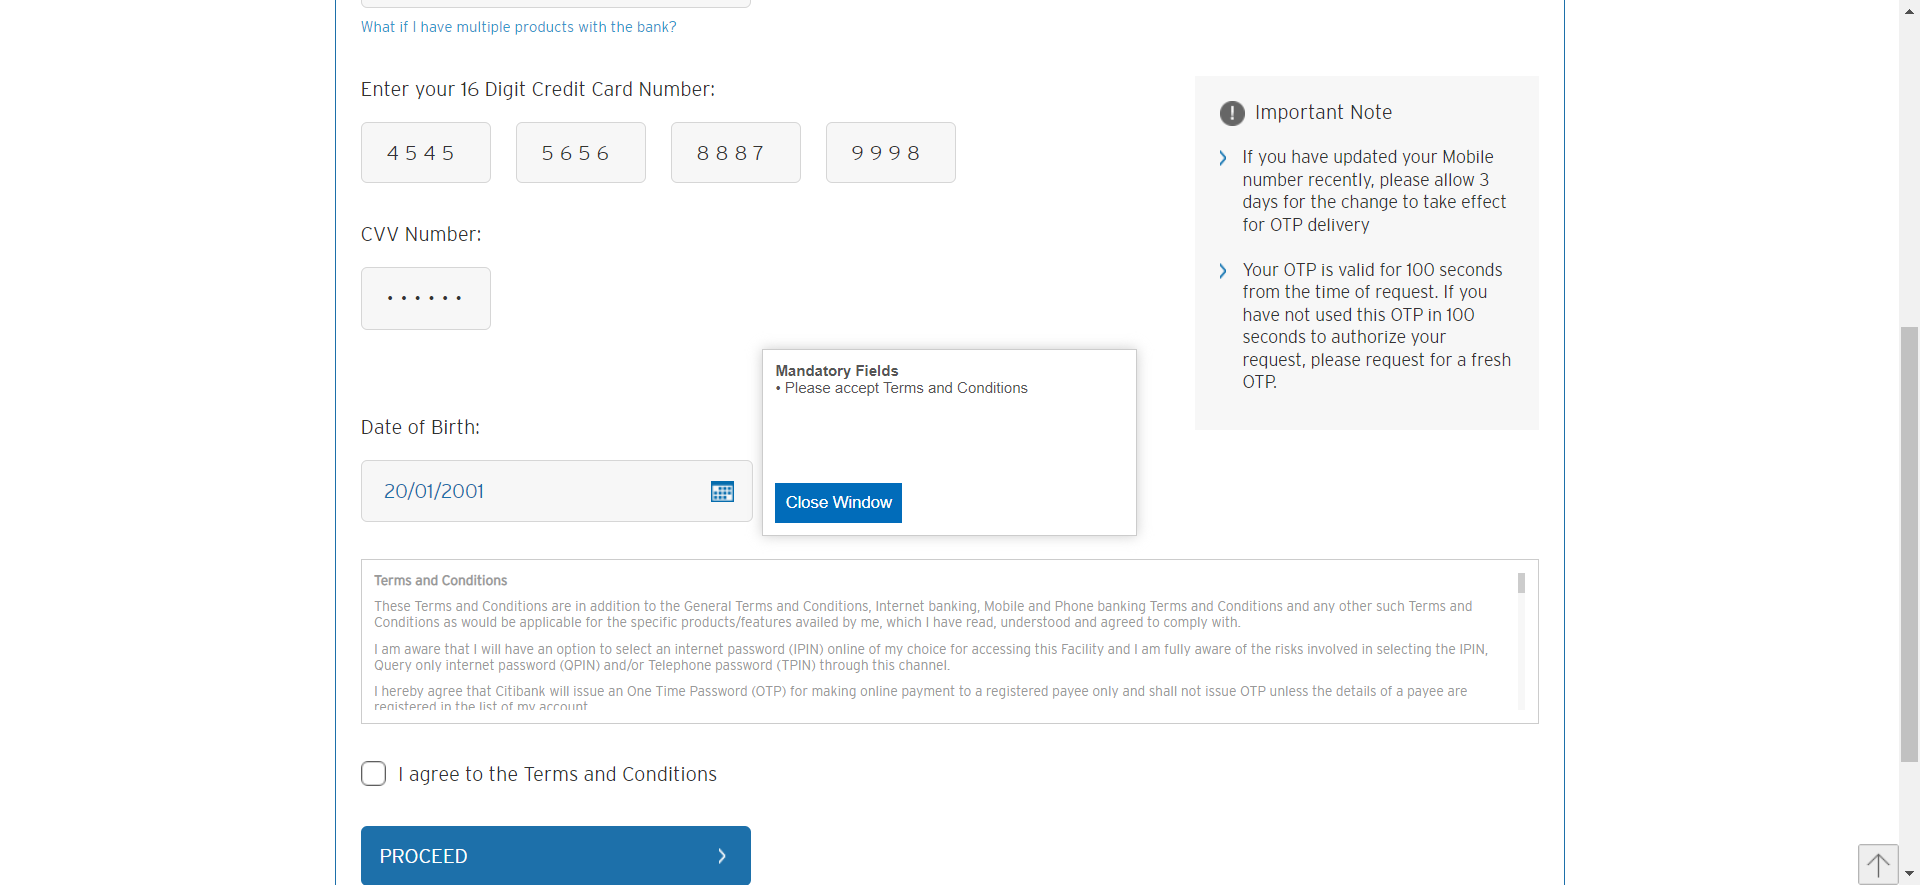 What if I have multiple products with the bank?
Enter your 16 Digit Credit Card Number:
4545 5656 8887 9998
CVV Number:
••••••
Date of Birth:
20/01/2001
Mandatory Fields
• Please accept Terms and Conditions
Close Window
! Important Note
If you have updated your Mobile
number recently, please allow 3
days for the change to take effect
for OTP delivery
Your OTP is valid for 100 seconds
from the time of request. If you
have not used this OTP in 100
seconds to authorize your
request, please request for a fresh
OTP.
Terms and Conditions
These Terms and Conditions are in addition to the General Terms and Conditions, Internet banking, Mobile and Phone banking Terms and Conditions and any other such Terms and
Conditions as would be applicable for the specific products/features availed by me, which I have read, understood and agreed to comply with.
I am aware that I will have an option to select an internet password (IPIN) online of my choice for accessing this Facility and I am fully aware of the risks involved in selecting the IPIN,
Query only internet password (QPIN) and/or Telephone password (TPIN) through this channel.
I hereby agree that Citibank will issue an One Time Password (OTP) for making online payment to a registered payee only and shall not issue OTP unless the details of a payee are
registered in the list of my account
I agree to the Terms and Conditions
PROCEED